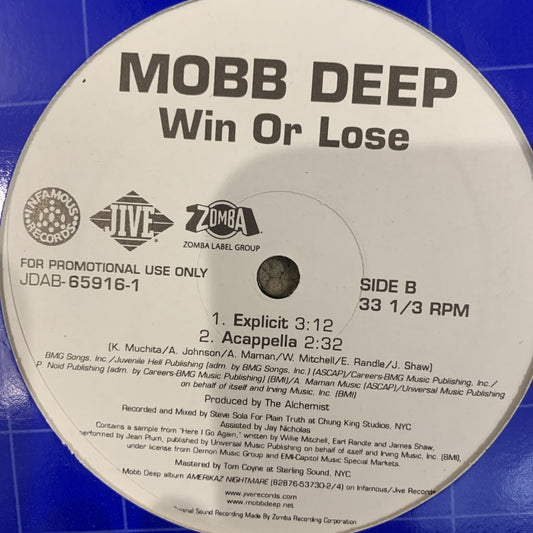 MOBB DEEP
Win Or Lose
INFAMOUS RECORDS
JIVE
ZOMBA
ZOMBA LABEL GROUP
FOR PROMOTIONAL USE ONLY
JDAB-65916-1
SIDE B
33 1/3 RPM
1. Explicit 3:12
2. Acappella 2:32
[K. Muchita/A. Johnson/A. Maman/W. Mitchell/E. Randle/J. Shaw]
BMG Songs, Inc./Juvenile Hell Publishing (adm. by BMG Songs, Inc.) [ASCAP]/Careers-BMG Music Publishing, Inc./
P Noid Publishing (adm. by Careers-BMG Music Publishing) (BMI)/A. Maman Music [ASCAP]/Universal Music Publishing
on behalf of itself and Irving Music, Inc. (BMI)
Produced by The Alchemist
Recorded and Mixed by Steve Sola For Plain Truth at Chung King Studios, NYC
Assisted by Jay Nicholas
Contains a sample from "Here I Go Again," written by Willie Mitchell, Earl Randle and James Shaw,
performed by Jean Plum, published by Universal Music Publishing on behalf of itself and Irving Music, Inc. (BMI),
under license from Demon Music Group and EMI-Capitol Music Special Markets.
Mastered by Tom Coyne at Sterling Sound, NYC
Mobb Deep album AMERIKAZ NIGHTMARE (82876-53730-2/4) on Infamous/Jive Records
www.jiverecords.com
www.mobbdeep.net
Sound Recording Made By Zomba Recording Corporation